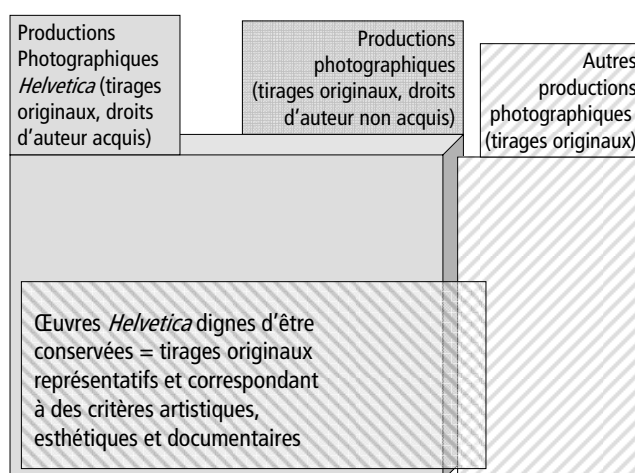 Productions
Photographiques
Helvetica (tirages
originaux, droits
d'auteur acquis)
Productions
photographiques
(tirages originaux, droits
d'auteur non acquis)
Autres
productions
photographiques
(tirages originaux)
Œuvres Helvetica dignes d'être
conservées = tirages originaux
représentatifs et correspondant
à des critères artistiques,
esthétiques et documentaires